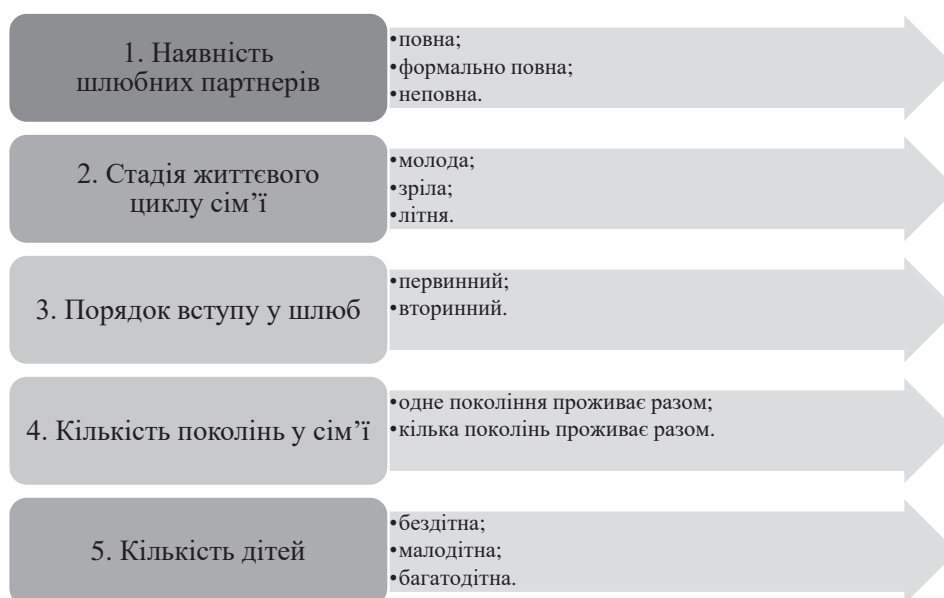 1. Наявність
шлюбних партнерів
•повна;
•формально повна;
•неповна.
2. Стадія життєвого
циклу сім’ї
•молода;
•зріла;
•літня.
3. Порядок вступу у шлюб
•первинний;
•вторинний.
4. Кількість поколінь у сім’ї
•одне покоління проживає разом;
•кілька поколінь проживає разом.
5. Кількість дітей
•бездітна;
•малодітна;
•багатодітна.